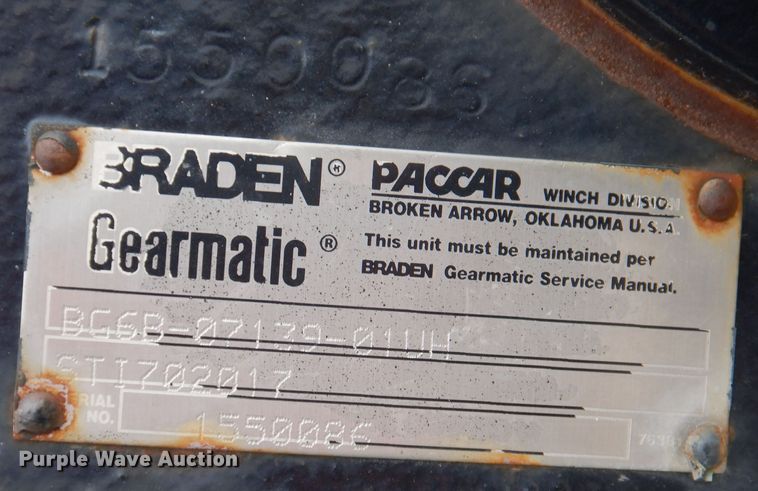 1550086
BRADEN® PACCAR WINCH DIVISION
BROKEN ARROW, OKLAHOMA U.S.A.
Gearmatic® This unit must be maintained per
BRADEN Gearmatic Service Manual.
BG6B-07139-01UH
STI702017
SERIAL
NO. 1550086
Purple Wave Auction